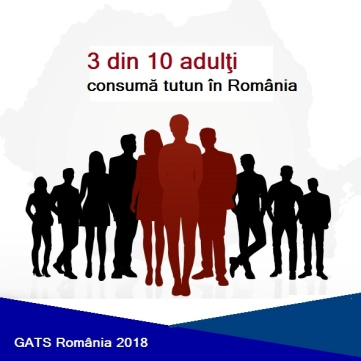 3 din 10 adulţi
consumă tutun în România
GATS România 2018